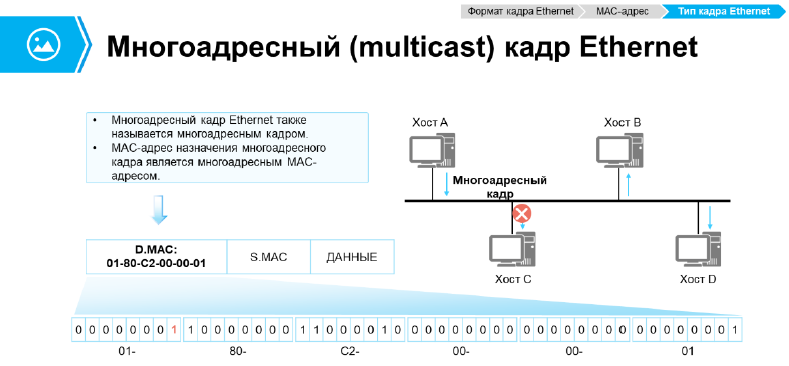 Формат кадра Ethernet
MAC-адрес
Тип кадра Ethernet
Многоадресный (multicast) кадр Ethernet
• Многоадресный кадр Ethernet также
называется многоадресным кадром.
• MAC-адрес назначения многоадресного
кадра является многоадресным MAC-
адресом.
Хост A
Хост B
Многоадресный
кадр
Хост C
Хост D
D.MAC:
01-80-C2-00-00-01
S.MAC
ДАННЫЕ
0 0 0 0 0 0 0 1 1 0 0 0 0 0 0 0 1 1 0 0 0 0 1 0 0 0 0 0 0 0 0 0 0 0 0 0 0 0 0 0 0 0 0 0 0 0 0 1
01- 80- C2- 00- 00- 01